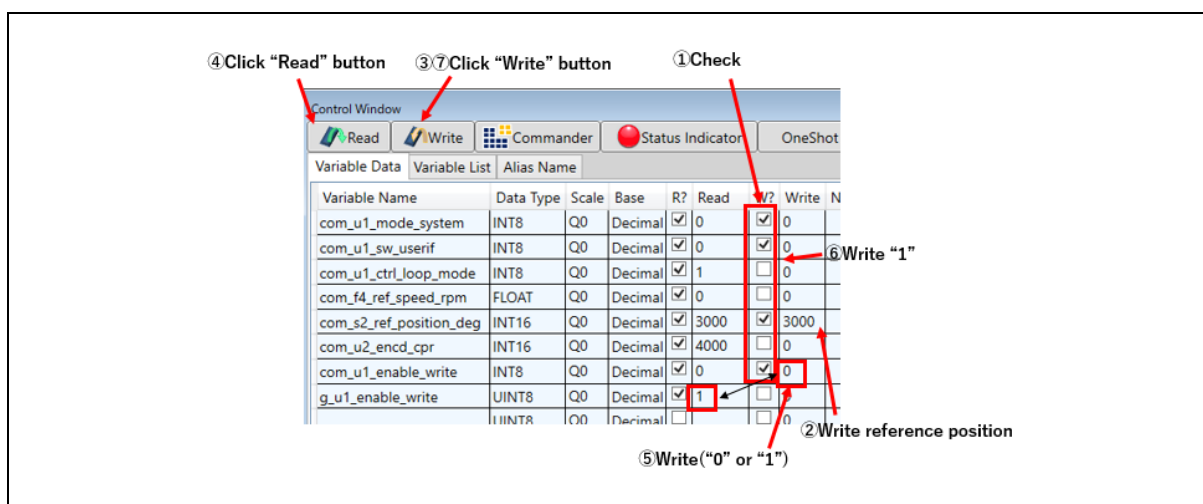 ④Click “Read” button ③⑦Click “Write” button ①Check
Control Window
Read Write Commander Status Indicator OneShot
Variable Data Variable List Alias Name
Variable Name Data Type Scale Base R? Read W? Write N
com_u1_mode_system INT8 Q0 Decimal 0 0
com_u1_sw_userif INT8 Q0 Decimal 0 0
⑥Write “1”
com_u1_ctrl_loop_mode INT8 Q0 Decimal 1 0
com_f4_ref_speed_rpm FLOAT Q0 Decimal 0 0
com_s2_ref_position_deg INT16 Q0 Decimal 3000 3000
com_u2_encd_cpr INT16 Q0 Decimal 4000 0
com_u1_enable_write INT8 Q0 Decimal 0 0
g_u1_enable_write UINT8 Q0 Decimal 1
UINT8 Q0 Decimal 0
②Write reference position
⑤Write(“0” or “1”)